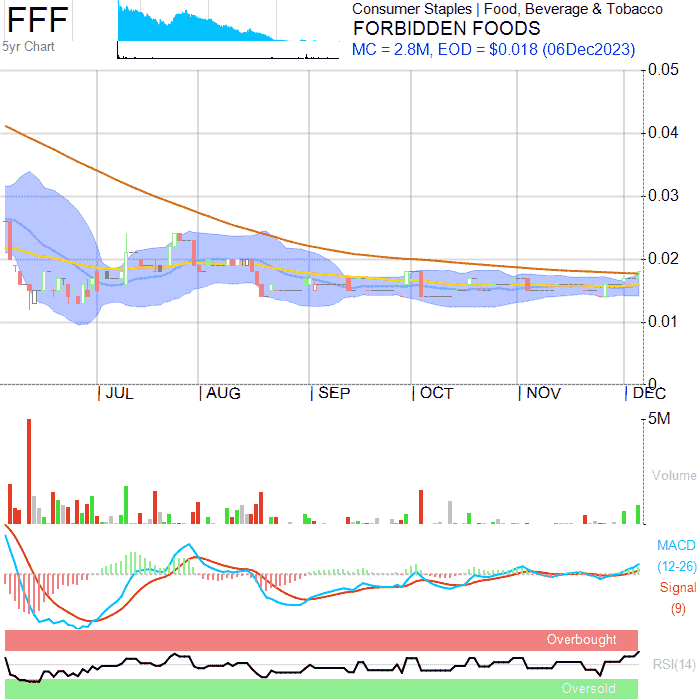 FFF
5yr Chart
Consumer Staples | Food, Beverage & Tobacco
FORBIDDEN FOODS
MC = 2.8M, EOD = $0.018 (06Dec2023)
0.05
0.04
0.03
0.02
0.01
0
JUL AUG SEP OCT NOV DEC
5M
Volume
MACD
(12-26)
Signal
(9)
Overbought
RSI(14)
Oversold